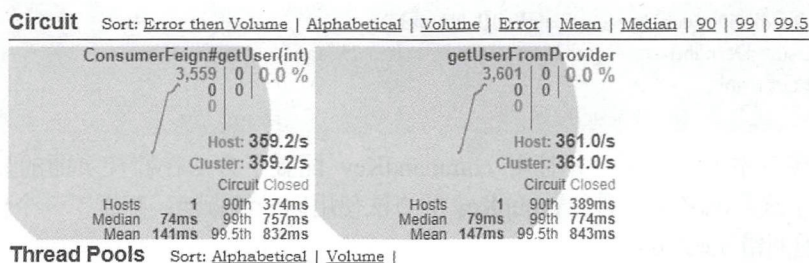 Circuit Sort: Error then Volume | Alphabetical | Volume | Error | Mean | Median | 90 | 99 | 99.5
ConsumerFeign#getUser(int)
3,559 0 0.0 %
0 0
0
Host: 359.2/s
Cluster: 359.2/s
Circuit Closed
Hosts 1 90th 374ms
Median 74ms 99th 757ms
Mean 141ms 99.5th 832ms
getUserFromProvider
3,601 0 0.0 %
0 0
0
Host: 361.0/s
Cluster: 361.0/s
Circuit Closed
Hosts 1 90th 389ms
Median 79ms 99th 774ms
Mean 147ms 99.5th 843ms
Thread Pools Sort: Alphabetical | Volume |